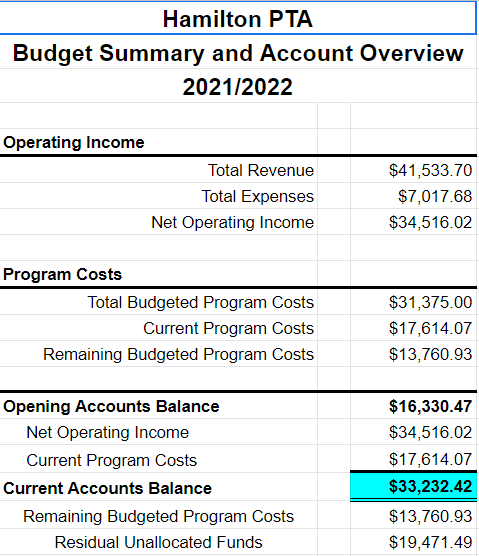 Hamilton PTA
Budget Summary and Account Overview
2021/2022
Operating Income
Total Revenue $41,533.70
Total Expenses $7,017.68
Net Operating Income $34,516.02
Program Costs
Total Budgeted Program Costs $31,375.00
Current Program Costs $17,614.07
Remaining Budgeted Program Costs $13,760.93
Opening Accounts Balance $16,330.47
Net Operating Income $34,516.02
Current Program Costs $17,614.07
Current Accounts Balance $33,232.42
Remaining Budgeted Program Costs $13,760.93
Residual Unallocated Funds $19,471.49